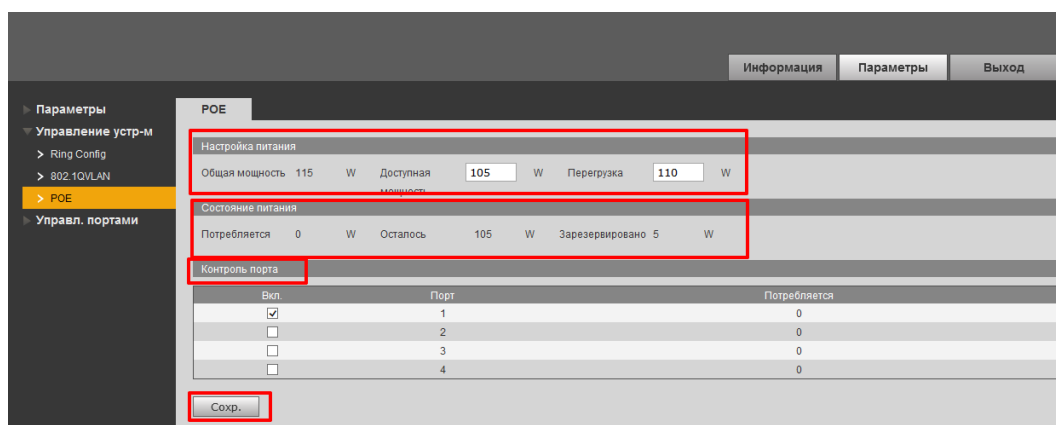 Информация Параметры Выход
Параметры
Управление устр-м
Ring Config
802.1QVLAN
POE
Управл. портами
POE
Настройка питания
Общая мощность 115 W Доступная мощность 105 W Перегрузка 110 W
Состояние питания
Потребляется 0 W Осталось 105 W Зарезервировано 5 W
Контроль порта
Вкл. Порт Потребляется
1 0
2 0
3 0
4 0
Сохр.